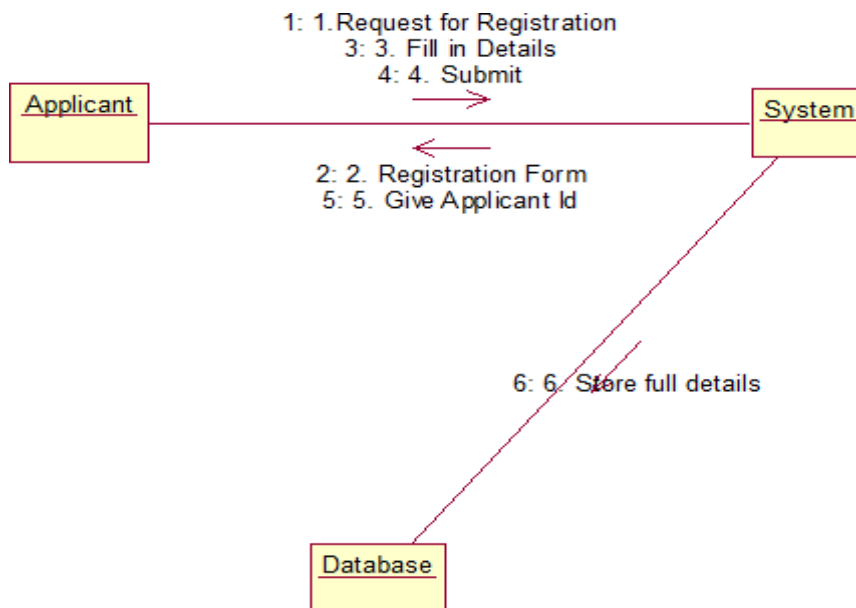 1: 1.Request for Registration
3: 3. Fill in Details
4: 4. Submit
Applicant
System
2: 2. Registration Form
5: 5. Give Applicant Id
6: 6. Store full details
Database